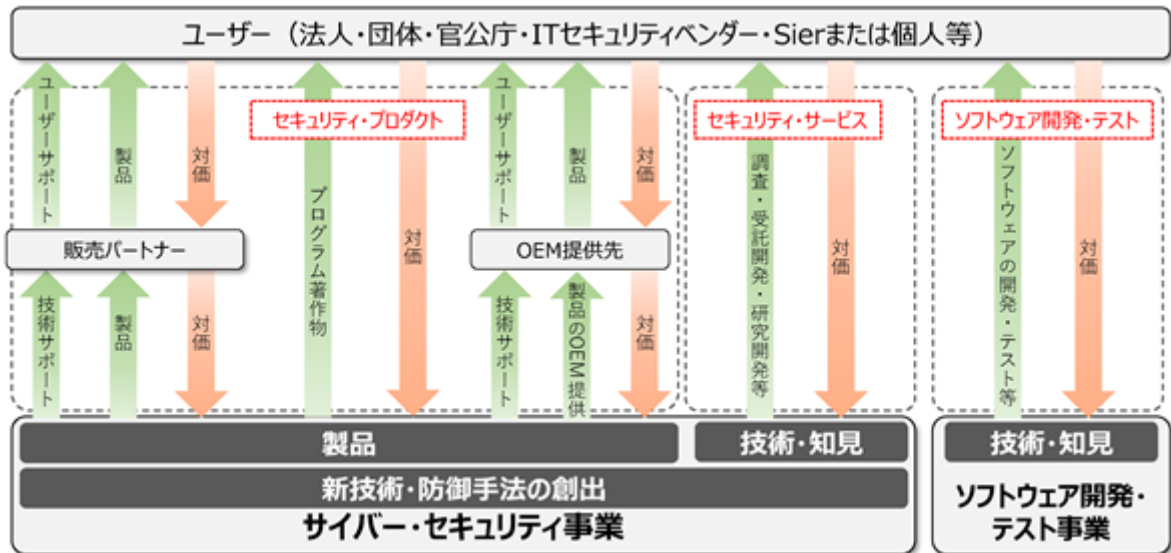 ユーザー（法人・団体・官公庁・ITセキュリティベンダー・Sierまたは個人等）
ユーザーサポート
製品
対価
セキュリティ・プロダクト
プログラム著作物
対価
ユーザーサポート
製品
対価
セキュリティ・サービス
調査・受託開発・研究開発等
対価
ソフトウェア開発・テスト
ソフトウェアの開発・テスト等
対価
販売パートナー
OEM提供先
技術サポート
製品
対価
技術サポート
製品のOEM提供
対価
製品
技術・知見
技術・知見
新技術・防御手法の創出
サイバー・セキュリティ事業
ソフトウェア開発・
テスト事業